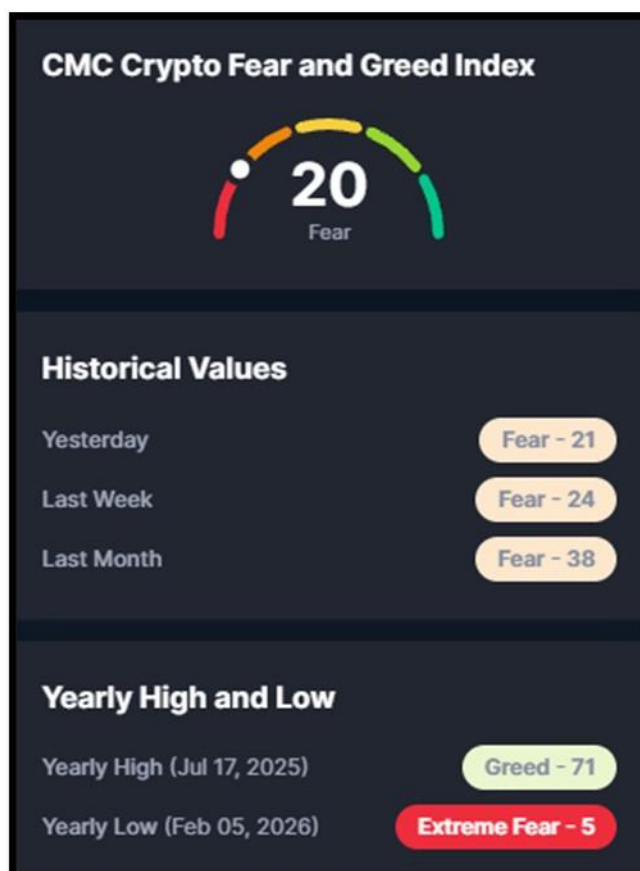 CMC Crypto Fear and Greed Index
20
Fear
Historical Values
Yesterday Fear - 21
Last Week Fear - 24
Last Month Fear - 38
Yearly High and Low
Yearly High (Jul 17, 2025) Greed - 71
Yearly Low (Feb 05, 2026) Extreme Fear - 5